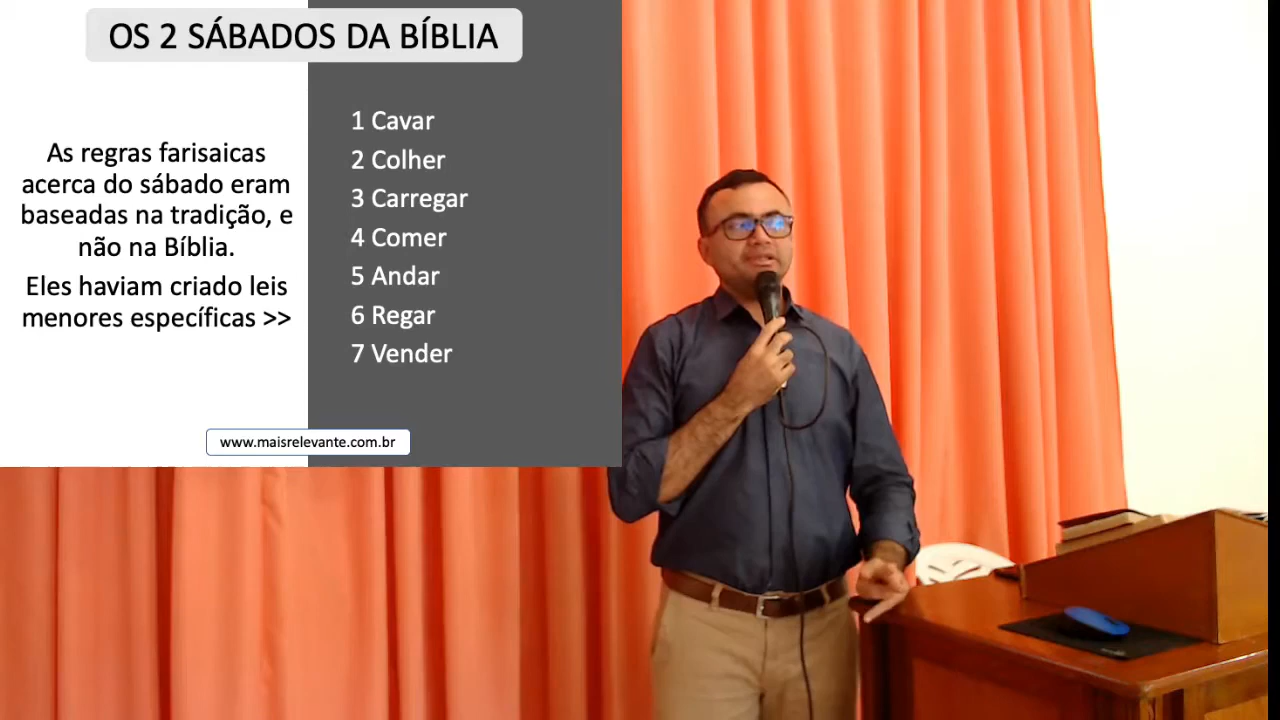 OS 2 SÁBADOS DA BÍBLIA
As regras farisaicas
acerca do sábado eram
baseadas na tradição, e
não na Bíblia.
Eles haviam criado leis
menores específicas >>
1 Cavar
2 Colher
3 Carregar
4 Comer
5 Andar
6 Regar
7 Vender
www.maisrelevante.com.br